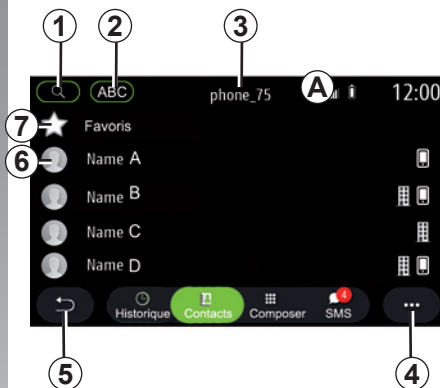 1 2 3
ABC phone_75 A 12:00
7 Favoris
6 Name A
Name B
Name C
Name D
Historique Contacts Composer 4 SMS
5 4